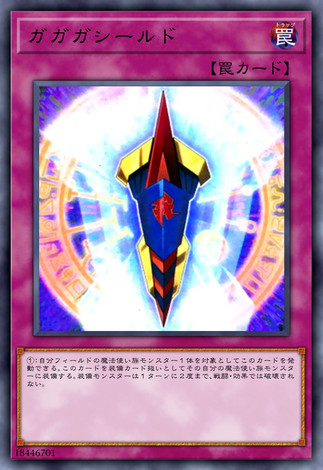 ガガガシールド
トラップ
罠
【罠カード】
①:自分フィールドの魔法使い族モンスター1体を対象としてこのカードを発
動できる。このカードを装備カード扱いとしてその自分のモンスタ
ーに装備する。装備モンスターは1ターンに2度まで、戦闘・効果では破壊され
ない。
18446701